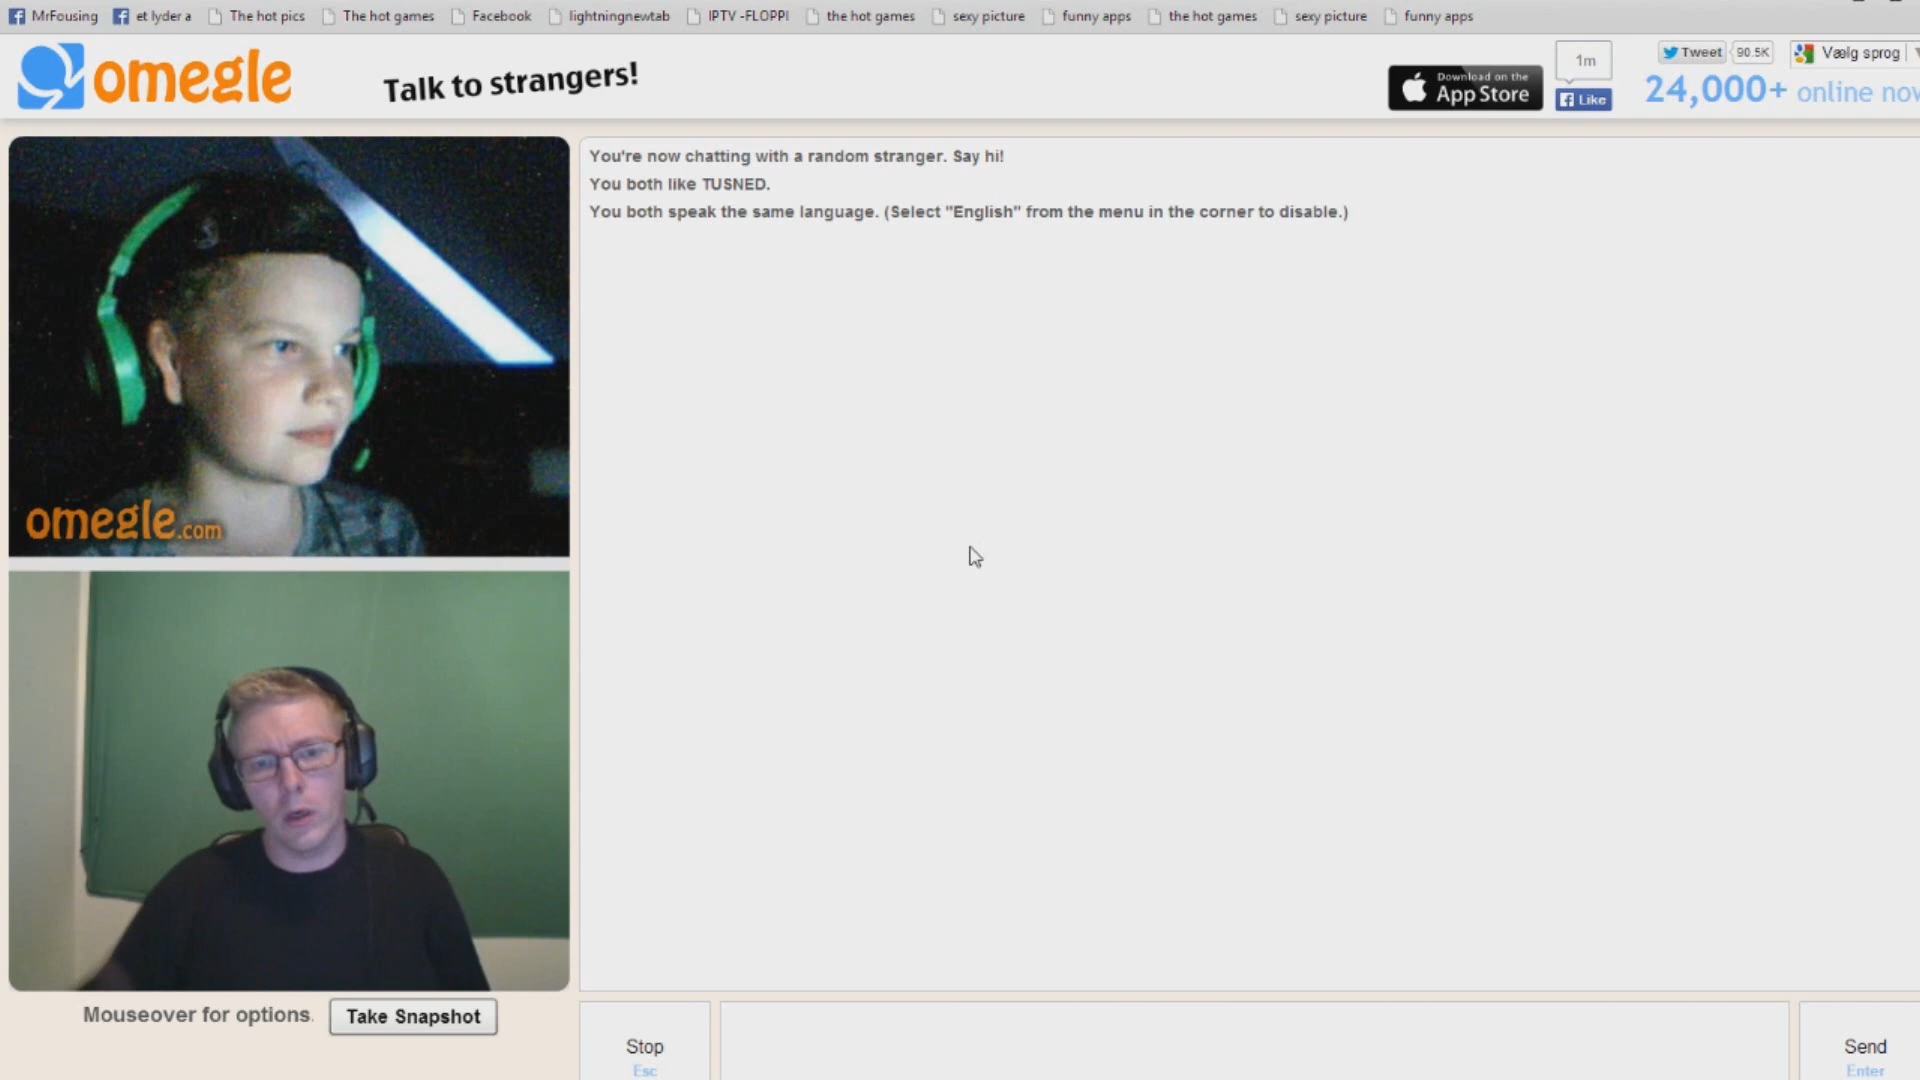 MrFousing et lyder a The hot pics The hot games Facebook lightningnewtab IPTV -FLOPPI the hot games sexy picture funny apps the hot games sexy picture funny apps
omegle Talk to strangers!
Download on the App Store
1m
Like
Tweet 90.5K
Vælg sprog
24,000+ online now
You're now chatting with a random stranger. Say hi!
You both like TUSNED.
You both speak the same language. (Select "English" from the menu in the corner to disable.)
omegle.com
Mouseover for options. Take Snapshot
Stop
Esc
Send
Enter